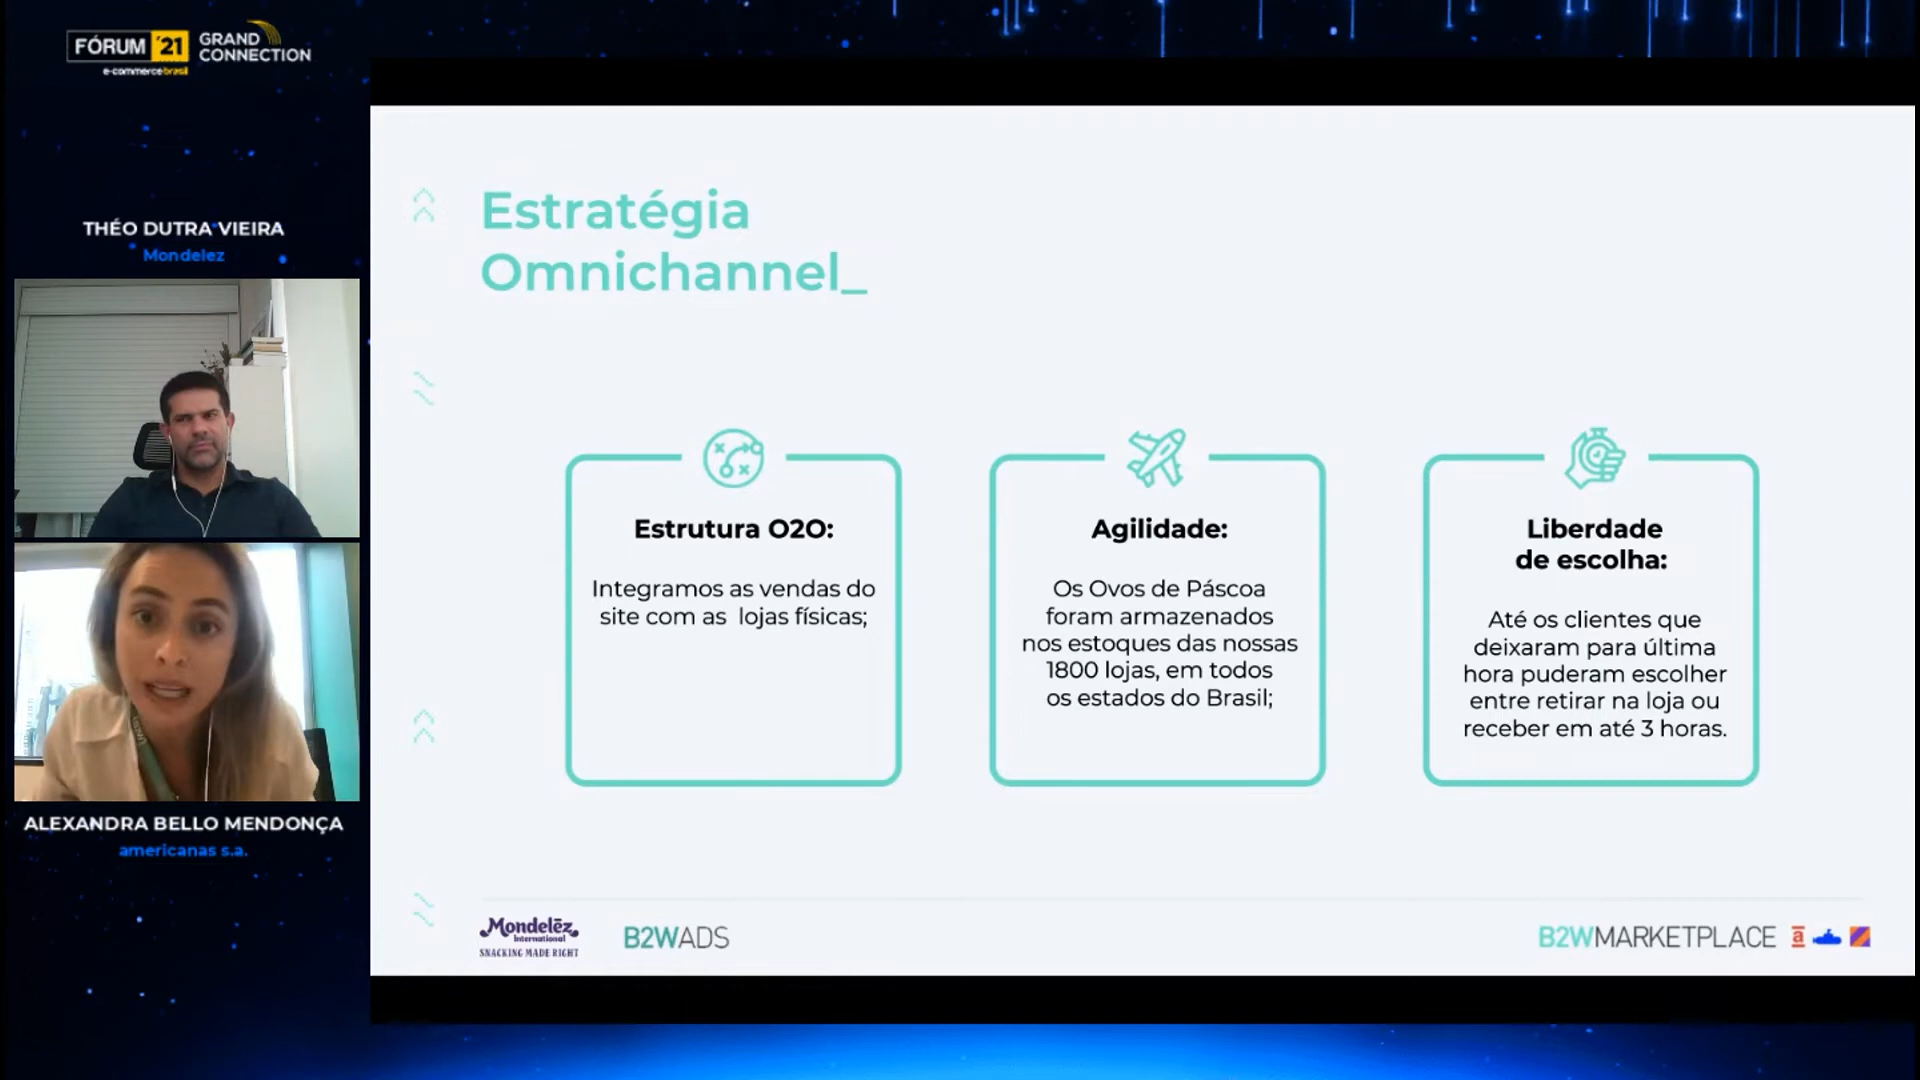 FÓRUM '21
e-commercebrasil
GRAND
CONNECTION
THÉO DUTRA VIEIRA
Mondelez
ALEXANDRA BELLO MENDONÇA
americanas s.a.
Estratégia
Omnichannel_
Estrutura O2O:
Integramos as vendas do
site com as lojas físicas;
Agilidade:
Os Ovos de Páscoa
foram armazenados
nos estoques das nossas
1800 lojas, em todos
os estados do Brasil;
Liberdade
de escolha:
Até os clientes que
deixaram para última
hora puderam escolher
entre retirar na loja ou
receber em até 3 horas.
Mondelēz
International
SNACKING MADE RIGHT
B2WADS
B2WMARKETPLACE
a